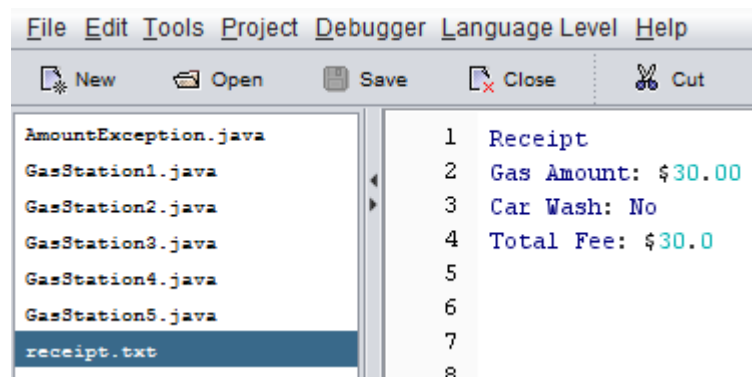 File Edit Tools Project Debugger Language Level Help
New Open Save Close Cut
AmountException.java
GasStation1.java
GasStation2.java
GasStation3.java
GasStation4.java
GasStation5.java
receipt.txt
1 Receipt
2 Gas Amount: $30.00
3 Car Wash: No
4 Total Fee: $30.0
5
6
7
8